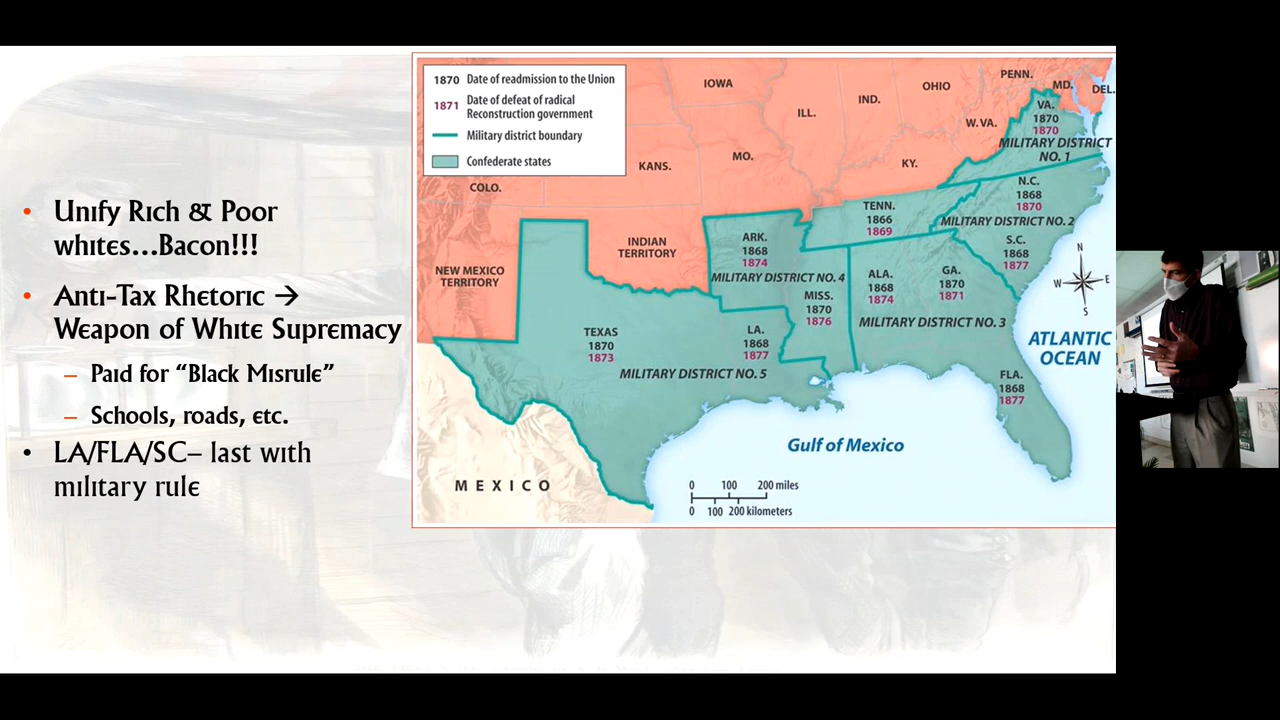 Unify Rich & Poor
whites...Bacon!!!
Anti-Tax Rhetoric →
Weapon of White Supremacy
– Paid for “Black Misrule”
– Schools, roads, etc.
LA/FLA/SC– last with
military rule
1870 Date of readmission to the Union
1871 Date of defeat of radical
Reconstruction government
Military district boundary
Confederate states
IOWA
ILL.
IND.
OHIO
PENN.
MD.
DEL.
W. VA.
COLO.
KANS.
MO.
KY.
VA.
1870
1870
MILITARY DISTRICT
NO. 1
N.C.
1868
1870
MILITARY DISTRICT NO. 2
S.C.
1868
1877
TENN.
1866
1869
INDIAN
TERRITORY
NEW MEXICO
TERRITORY
ARK.
1868
1874
MILITARY DISTRICT NO. 4
MISS.
1870
1876
ALA.
1868
1874
GA.
1870
1871
MILITARY DISTRICT NO. 3
TEXAS
1870
1873
LA.
1868
1877
MILITARY DISTRICT NO. 5
FLA.
1868
1877
N
W
E
S
ATLANTIC
OCEAN
Gulf of Mexico
MEXICO
0 100 200 miles
0 100 200 kilometers